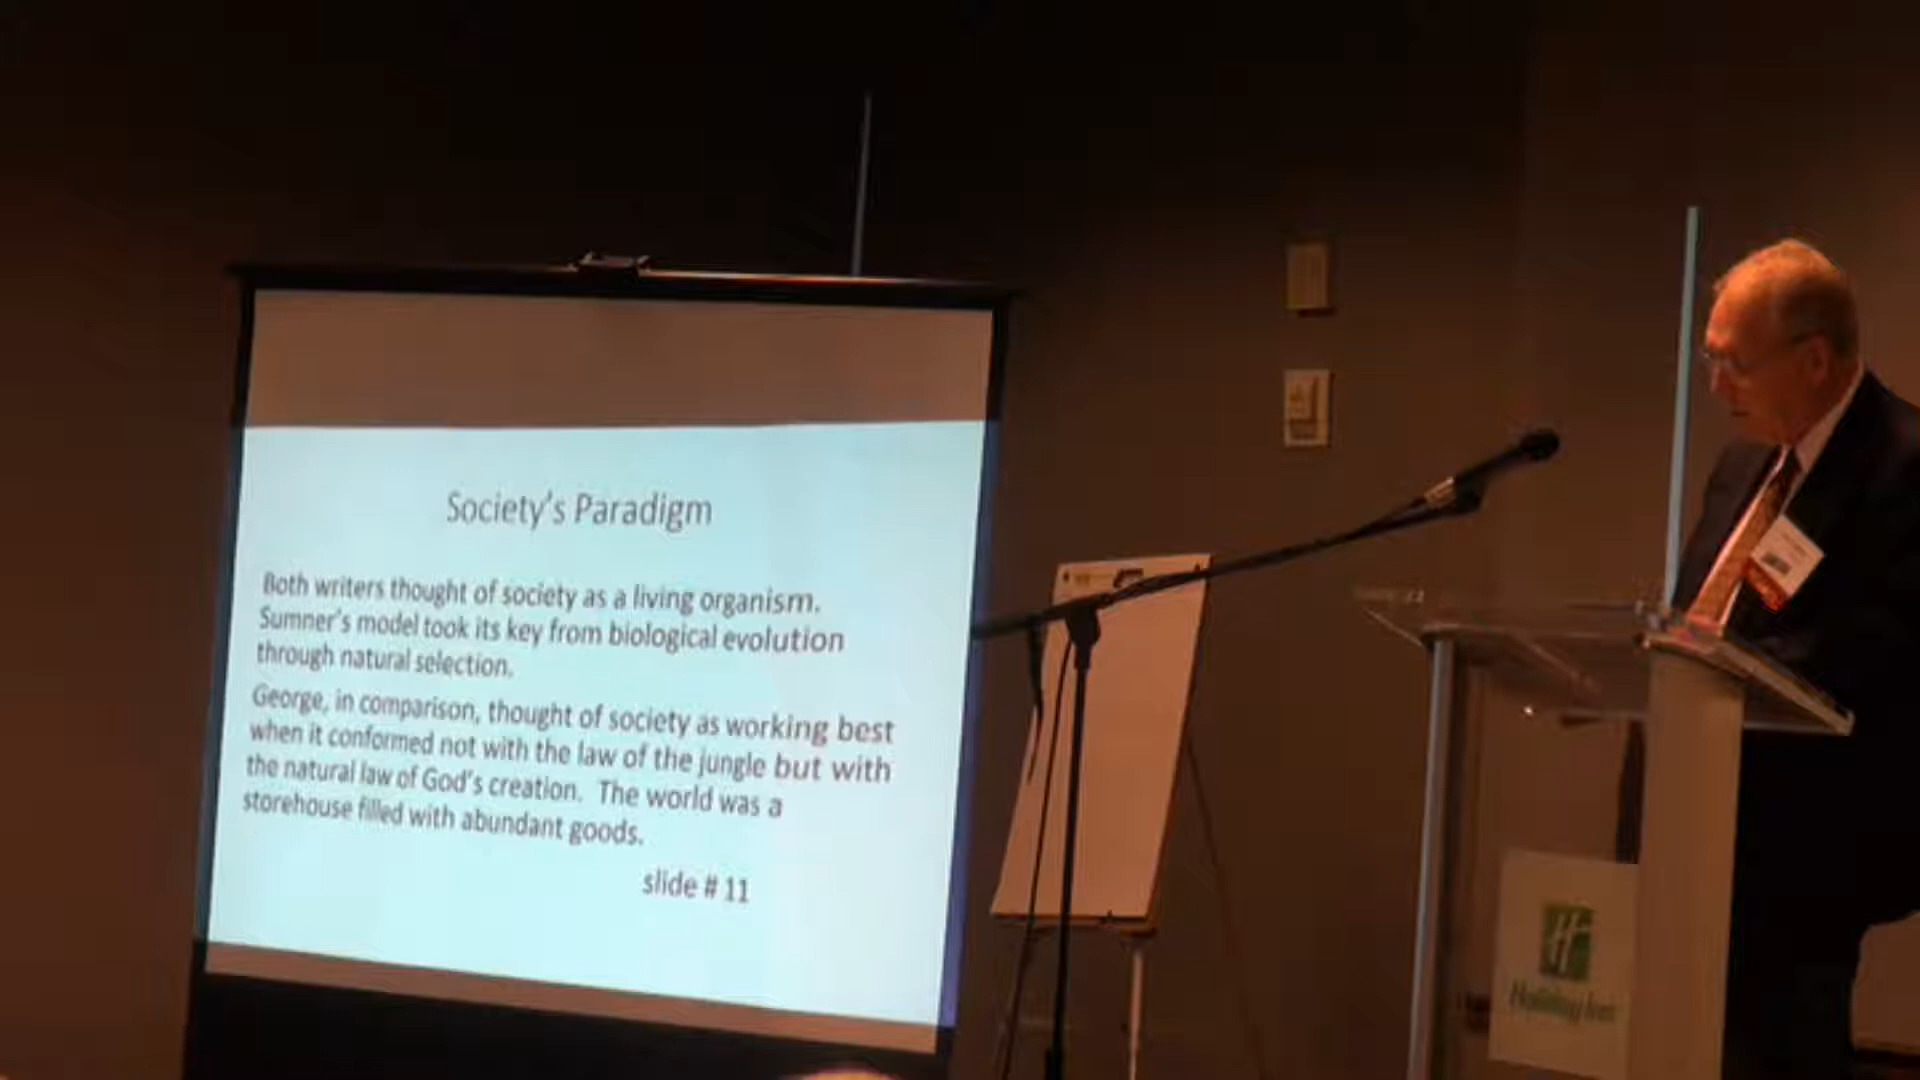 Society's Paradigm
Both writers thought of society as a living organism.
Sumner's model took its key from biological evolution
through natural selection.
George, in comparison, thought of society as working best
when it conformed not with the law of the jungle but with
the natural law of God's creation. The world was a
storehouse filled with abundant goods.
slide # 11
H
Holiday Inn